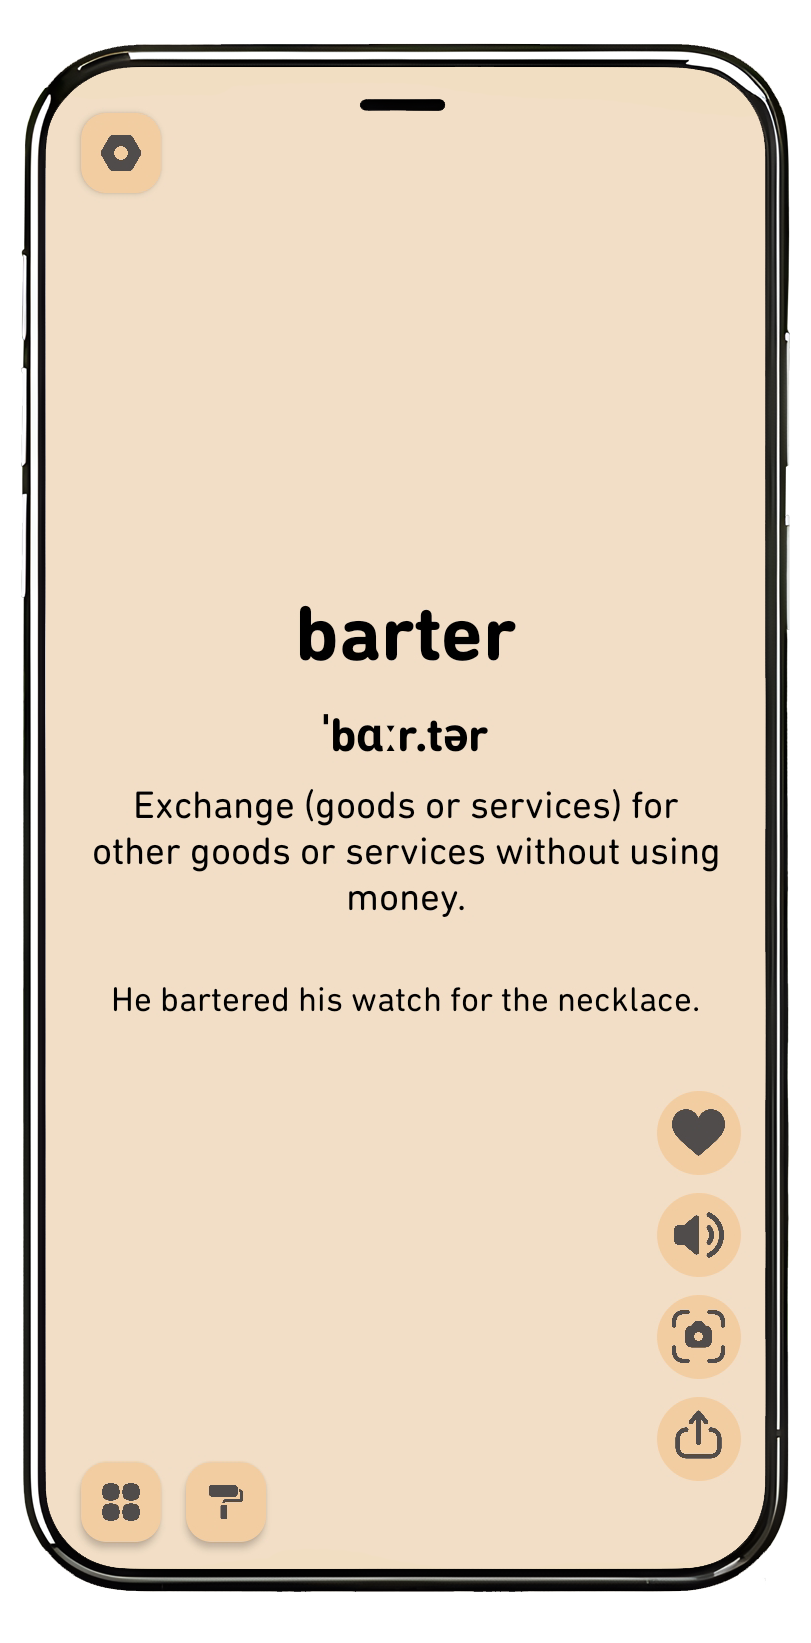 barter
ˈbɑːr.tər
Exchange (goods or services) for
other goods or services without using
money.
He bartered his watch for the necklace.